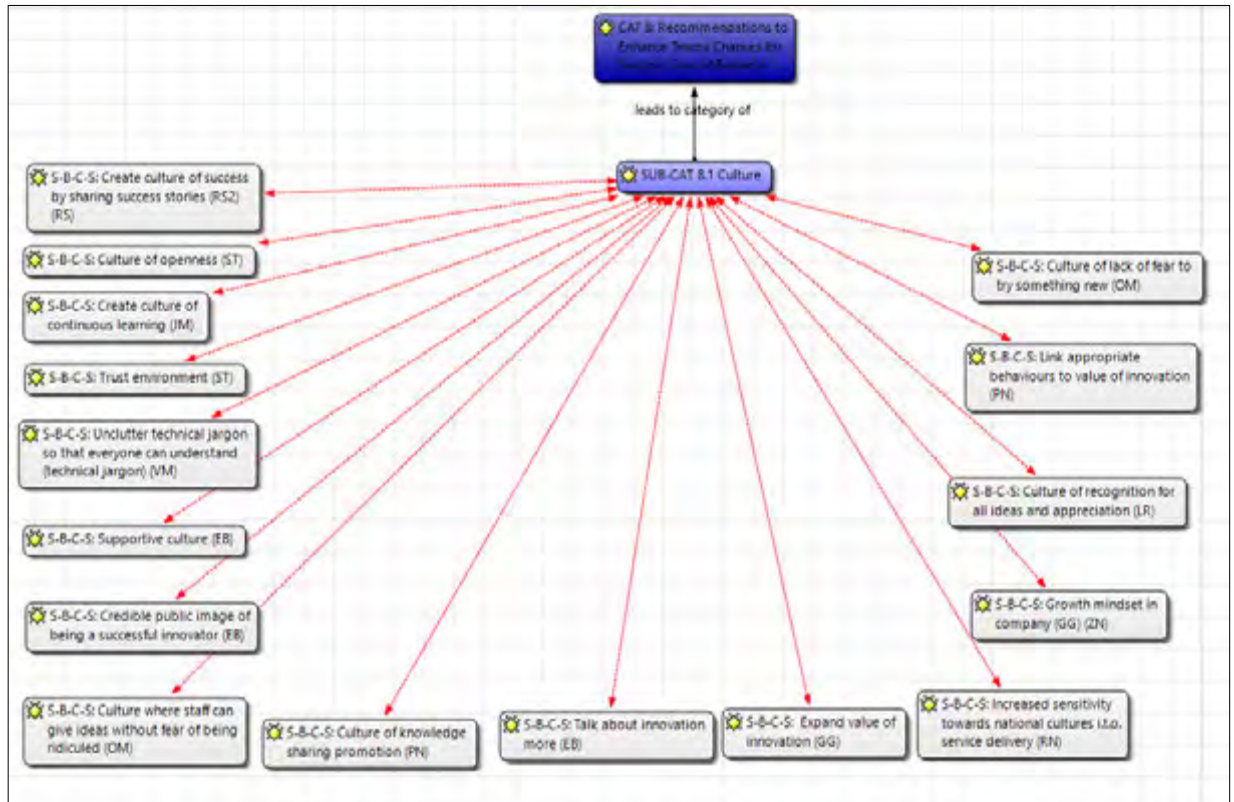 CAT 8: Recommendations to
Enhance
leads to category of
SUB-CAT 8.1 Culture
S-B-C-S: Create culture of success
by sharing success stories (RS2)
(RS)
S-B-C-S: Culture of openness (ST)
S-B-C-S: Create culture of
continuous learning (JM)
S-B-C-S: Trust environment (ST)
S-B-C-S: Unclutter technical jargon
so that everyone can understand
(technical jargon) (VM)
S-B-C-S: Supportive culture (EB)
S-B-C-S: Credible public image of
being a successful innovator (EB)
S-B-C-S: Culture where staff can
give ideas without fear of being
ridiculed (OM)
S-B-C-S: Culture of knowledge
sharing promotion (PN)
S-B-C-S: Talk about innovation
more (EB)
S-B-C-S: Expand value of
innovation (GG)
S-B-C-S: Increased sensitivity
towards national cultures i.t.o.
service delivery (RN)
S-B-C-S: Growth mindset in
company (GG) (ZN)
S-B-C-S: Culture of recognition for
all ideas and appreciation (LR)
S-B-C-S: Link appropriate
behaviours to value of innovation
(PN)
S-B-C-S: Culture of lack of fear to
try something new (OM)